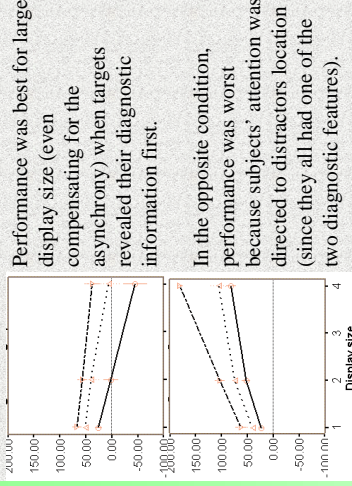 Performance was best for large
display size (even
compensating for the
asynchrony) when targets
revealed their diagnostic
information first.
In the opposite condition,
performance was worst
because subjects' attention was
directed to distractors location
(since they all had one of the
two diagnostic features).
200.00
150.00
100.00
50.00
0.00
-50.00
150.00
100.00
50.00
0.00
1 2 3 4
Display size